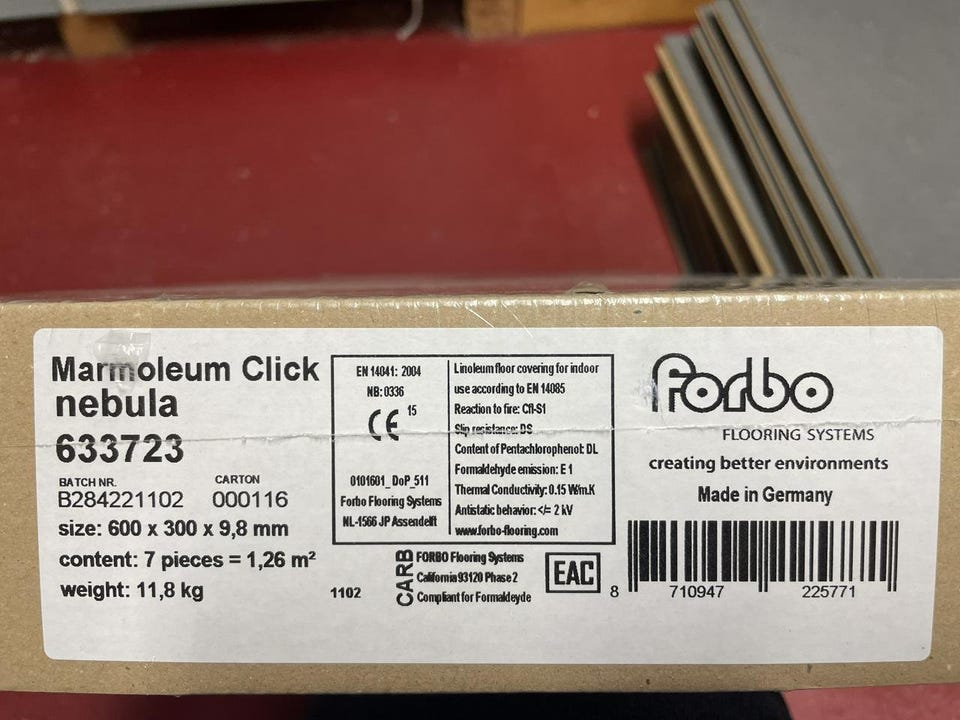 Marmoleum Click
nebula
633723
BATCH NR.
CARTON
B284221102
000116
size: 600 x 300 x 9,8 mm
content: 7 pieces = 1,26 m²
weight: 11,8 kg
1102
EN 14041: 2004
NB: 0336
CE 15
0101601_DoP_511
Forbo Flooring Systems
NL-1566 JP Assendelft
Linoleum floor covering for indoor
use according to EN 14085
Reaction to fire: Cfl-S1
Slip resistance: DS
Content of Pentachlorophenol: DL
Formaldehyde emission: E 1
Thermal Conductivity: 0.15 W/m.K
Antistatic behavior: </= 2 kV
www.forbo-flooring.com
CARB
FORBO Flooring Systems
California 93120 Phase 2
Compliant for Formaldeyde
EAC
forbo
FLOORING SYSTEMS
creating better environments
Made in Germany
8 710947 225771